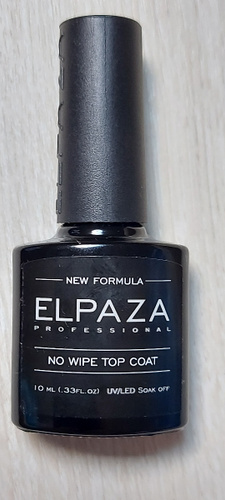 NEW FORMULA
ELPAZA
PROFESSIONAL
NO WIPE TOP COAT
10 ML (.33FL.OZ) UV/LED SOAK OFF